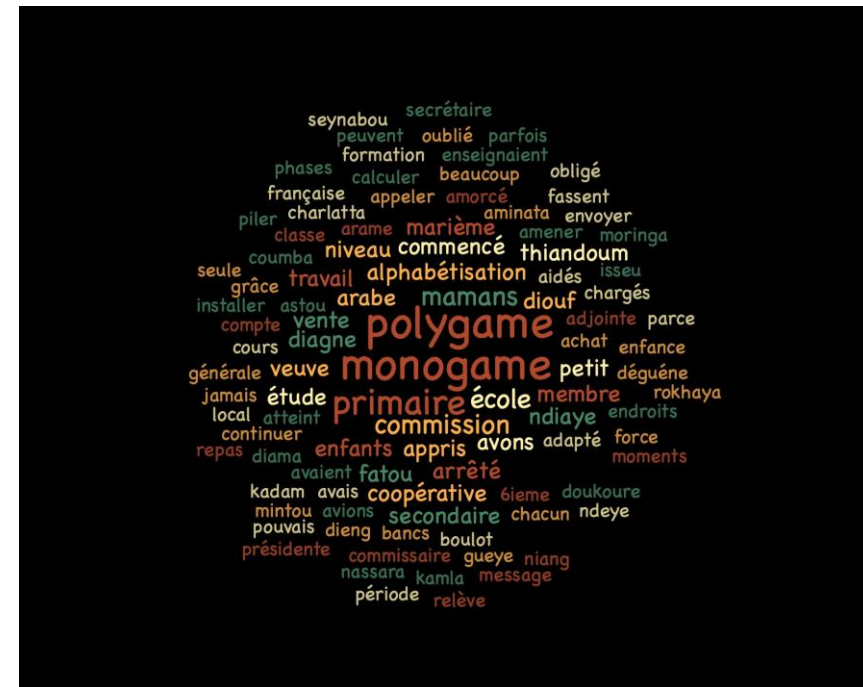 secrétaire
seynabou
peuvent oublié parfois
formation enseignaient
phases calculer beaucoup obligé
française appeler amorcé fassent
piler charlatta aminata envoyer
classe arame marième amener moringa
coumba niveau commencé thiandoum
seule travail alphabétisation aidés isseu
grâce arabe mamans diouf chargés
installer astou vente polygame adjointe parce
compte diagne achat
cours enfance
générale veuve monogame petit déguéne
jamais étude primaire école membre rokhaya
local atteint commission ndiaye endroits
continuer enfants appris avons adapté force
repas diama moments
avaient fatou arrêté
kadam avais coopérative 6ieme doukoure
mintou avions secondaire chacun ndeye
pouvais dieng bancs boulot
présidente commissaire gueye niang
nassara kamla message
période relève